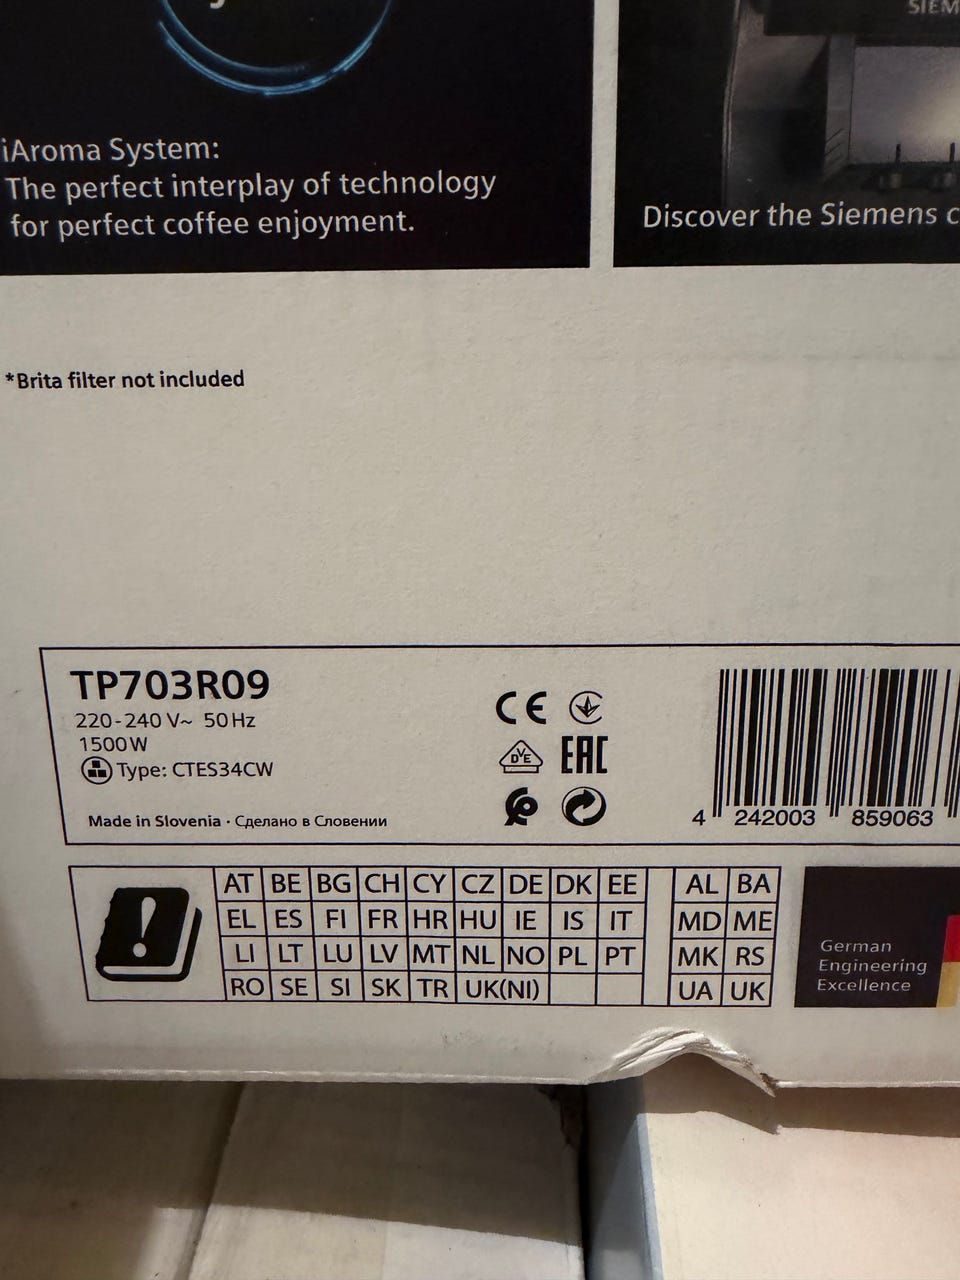 SIEM
iAroma System:
The perfect interplay of technology
for perfect coffee enjoyment.
Discover the Siemens c
*Brita filter not included
TP703R09
220-240 V~ 50 Hz
1500 W
Type: CTES34CW
Made in Slovenia · Сделано в Словении
CE
VDE
EAC
4 242003 859063
AT BE BG CH CY CZ DE DK EE AL BA
EL ES FI FR HR HU IE IS IT MD ME
LI LT LU LV MT NL NO PL PT MK RS
RO SE SI SK TR UK(NI) UA UK
German
Engineering
Excellence